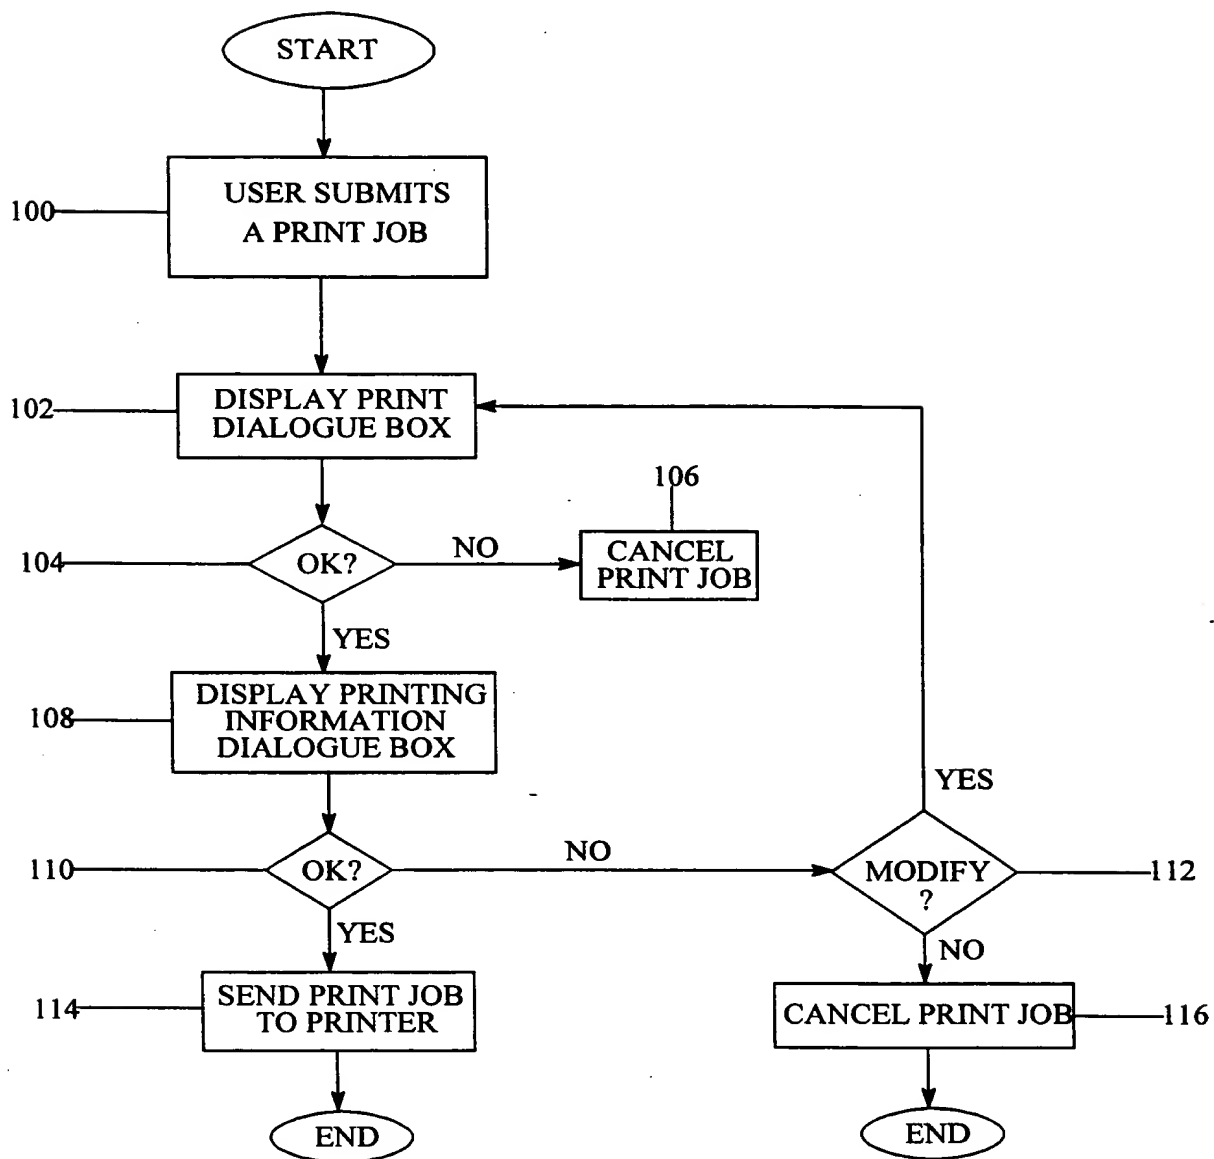 START
100
USER SUBMITS
A PRINT JOB
102
DISPLAY PRINT
DIALOGUE BOX
106
104
OK?
NO
CANCEL
PRINT JOB
YES
108
DISPLAY PRINTING
INFORMATION
DIALOGUE BOX
YES
110
OK?
NO
MODIFY
?
112
YES
NO
114
SEND PRINT JOB
TO PRINTER
CANCEL PRINT JOB
116
END
END